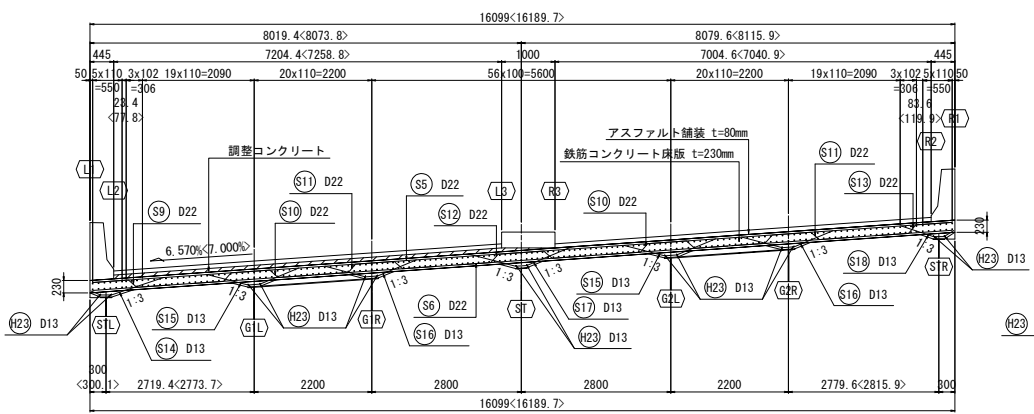 16099<16189.7>
8019.4<8073.8>
8079.6<8115.9>
445
7204.4<7258.8>
1000
7004.6<7040.9>
445
50
5x110
=550
3x102
=306
19x110=2090
20x110=2200
56x100=5600
20x110=2200
19x110=2090
3x102
=306
5x110
=550
50
23.4
<77.8>
83.6
<119.9>
L1
L2
L3
R3
R2
R1
アスファルト舗装 t=80mm
鉄筋コンクリート床版 t=230mm
調整コンクリート
S9 D22
S10 D22
S11 D22
S5 D22
S12 D22
S10 D22
S11 D22
S13 D22
6.570%<7.000%>
230
230
230
1:3
1:3
1:3
1:3
1:3
1:3
1:3
1:3
H23 D13
STL
S14 D13
S15 D13
G1L
H23 D13
G1R
S16 D13
S6 D22
ST
H23 D13
S17 D13
S15 D13
G2L
H23 D13
G2R
S16 D13
S18 D13
STR
H23 D13
H23
300
<300.1>
2719.4<2773.7>
2200
2800
2800
2200
2779.6<2815.9>
300
16099<16189.7>